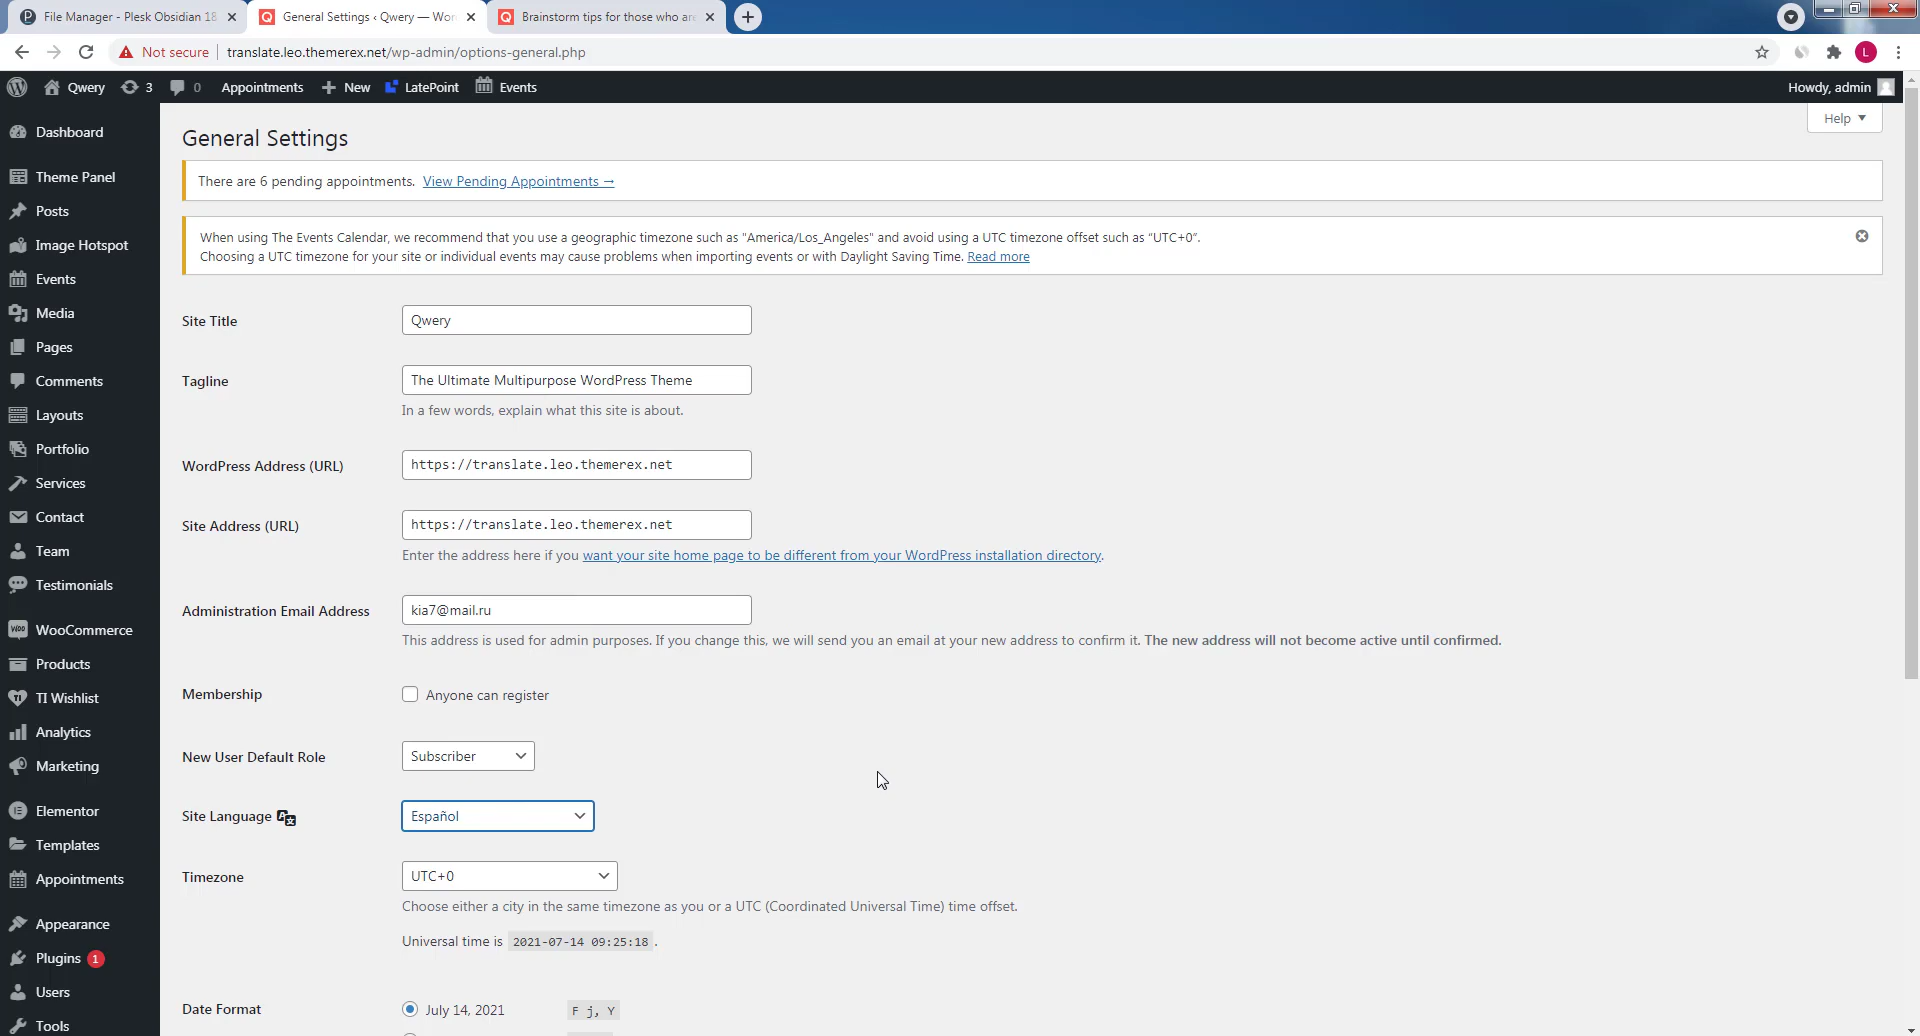 File Manager - Plesk Obsidian 18
General Settings ‹ Qwery — Wor
Brainstorm tips for those who are
Not secure
translate.leo.themerex.net/wp-admin/options-general.php
L
Qwery
3
0
Appointments
New
LatePoint
Events
Howdy, admin
Help
Dashboard
Theme Panel
Posts
Image Hotspot
Events
Media
Pages
Comments
Layouts
Portfolio
Services
Contact
Team
Testimonials
WooCommerce
Products
TI Wishlist
Analytics
Marketing
Elementor
Templates
Appointments
Appearance
Plugins 1
Users
Tools
General Settings
There are 6 pending appointments. View Pending Appointments →
When using The Events Calendar, we recommend that you use a geographic timezone such as "America/Los_Angeles" and avoid using a UTC timezone offset such as “UTC+0”.
Choosing a UTC timezone for your site or individual events may cause problems when importing events or with Daylight Saving Time. Read more
Site Title
Qwery
Tagline
The Ultimate Multipurpose WordPress Theme
In a few words, explain what this site is about.
WordPress Address (URL)
https://translate.leo.themerex.net
Site Address (URL)
https://translate.leo.themerex.net
Enter the address here if you want your site home page to be different from your WordPress installation directory.
Administration Email Address
kia7@mail.ru
This address is used for admin purposes. If you change this, we will send you an email at your new address to confirm it. The new address will not become active until confirmed.
Membership
Anyone can register
New User Default Role
Subscriber
Site Language
Español
Timezone
UTC+0
Choose either a city in the same timezone as you or a UTC (Coordinated Universal Time) time offset.
Universal time is 2021-07-14 09:25:18 .
Date Format
July 14, 2021
F j, Y